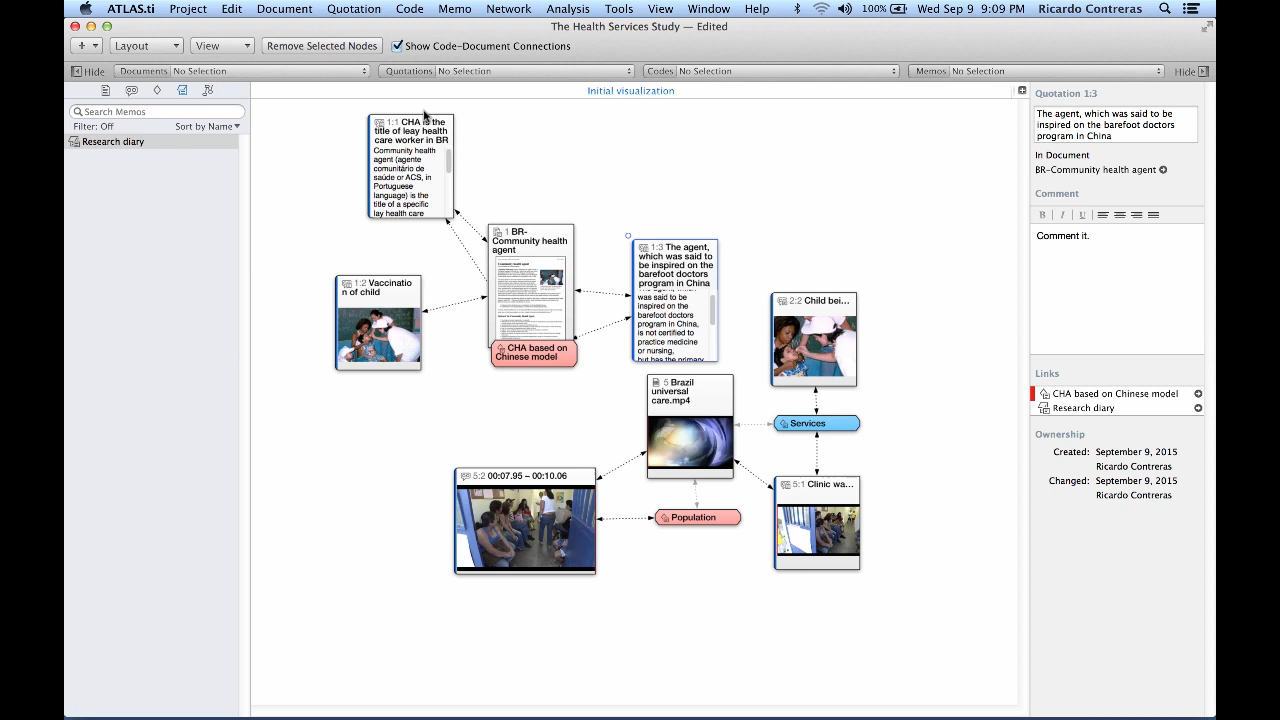 ATLAS.ti Project Edit Document Quotation Code Memo Network Analysis Tools View Window Help 100% Wed Sep 9 9:09 PM Ricardo Contreras
The Health Services Study — Edited
+ Layout View Remove Selected Nodes Show Code-Document Connections
Hide Documents No Selection Quotations No Selection Codes No Selection Memos No Selection Hide
Initial visualization
Search Memos
Filter: Off Sort by Name
Research diary
1:1 CHA is the
title of leay health
care worker in BR
Community health
agent (agente
comunitário de
saúde or ACS, in
Portuguese
language) is the
title of a specific
lay health care
1 BR-
Community health
agent
1:3 The agent,
which was said to
be inspired on the
barefoot doctors
program in China
was said to be
inspired on the
barefoot doctors
program in China,
is not certified to
practice medicine
or nursing,
but has the primary
1:2 Vaccinatio
n of child
CHA based on
Chinese model
2:2 Child bei...
5 Brazil
universal
care.mp4
Services
5:2 00:07.95 – 00:10.06
5:1 Clinic wa...
Population
Quotation 1:3
The agent, which was said to be
inspired on the barefoot doctors
program in China
In Document
BR-Community health agent
Comment
B I U
Comment it.
Links
CHA based on Chinese model
Research diary
Ownership
Created: September 9, 2015
Ricardo Contreras
Changed: September 9, 2015
Ricardo Contreras